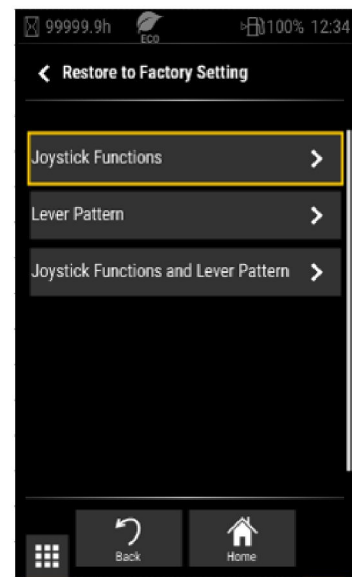 99999.9h ECO 100% 12:34
Restore to Factory Setting
Joystick Functions
Lever Pattern
Joystick Functions and Lever Pattern
Back Home